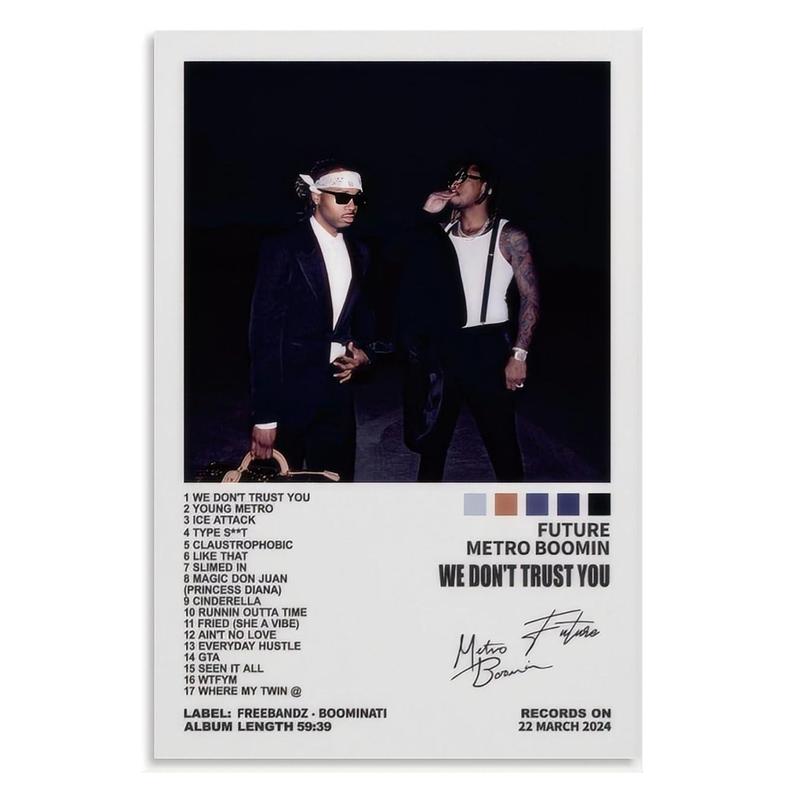 1 WE DON'T TRUST YOU
2 YOUNG METRO
3 ICE ATTACK
4 TYPE S**T
5 CLAUSTROPHOBIC
6 LIKE THAT
7 SLIMED IN
8 MAGIC DON JUAN
(PRINCESS DIANA)
9 CINDERELLA
10 RUNNIN OUTTA TIME
11 FRIED (SHE A VIBE)
12 AIN'T NO LOVE
13 EVERYDAY HUSTLE
14 GTA
15 SEEN IT ALL
16 WTFYM
17 WHERE MY TWIN @
LABEL: FREEBANDZ · BOOMINATI
ALBUM LENGTH 59:39
FUTURE
METRO BOOMIN
WE DON'T TRUST YOU
Future
Metro
Boomin
RECORDS ON
22 MARCH 2024